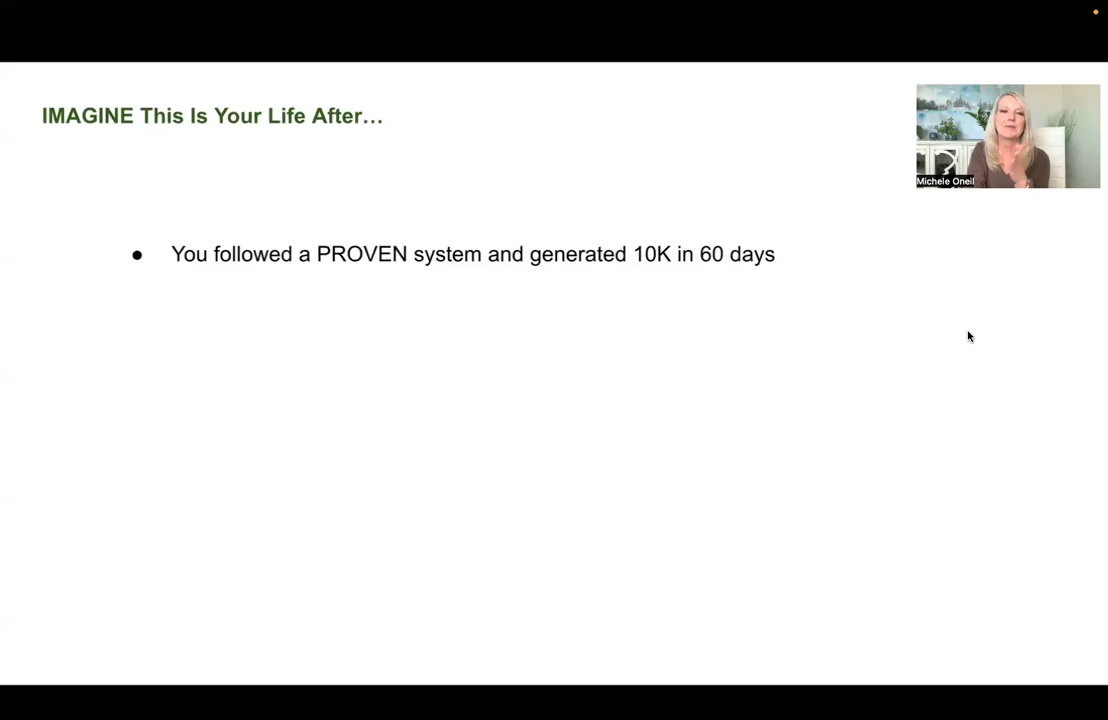 IMAGINE This Is Your Life After…
Michele Oneil
● You followed a PROVEN system and generated 10K in 60 days